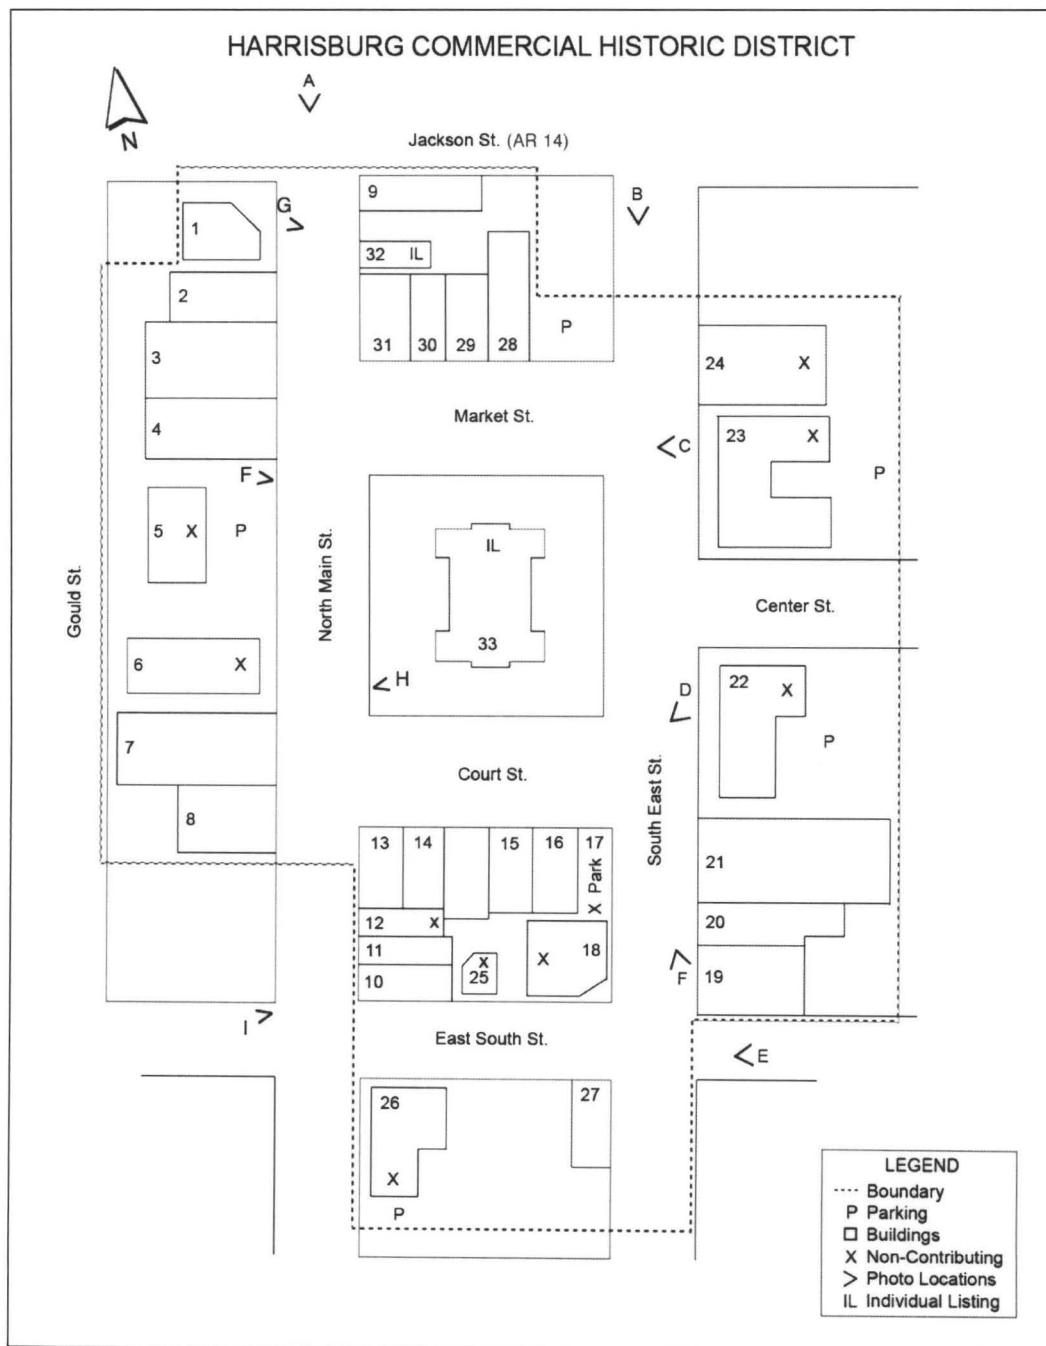 HARRISBURG COMMERCIAL HISTORIC DISTRICT
A
N
Jackson St. (AR 14)
G
B
1
9
32 IL
2
31 30 29 28
P
3
24 X
4
Market St.
23 X
C
P
F
5 X P
Gould St.
North Main St.
IL
33
Center St.
6 X
H
22 X
D
P
7
Court St.
South East St.
8
13 14 15 16 17
X Park
21
12 X
20
11
X
25
X 18
10
F
19
I
East South St.
E
26
27
X
P
LEGEND
---- Boundary
P Parking
Buildings
X Non-Contributing
> Photo Locations
IL Individual Listing